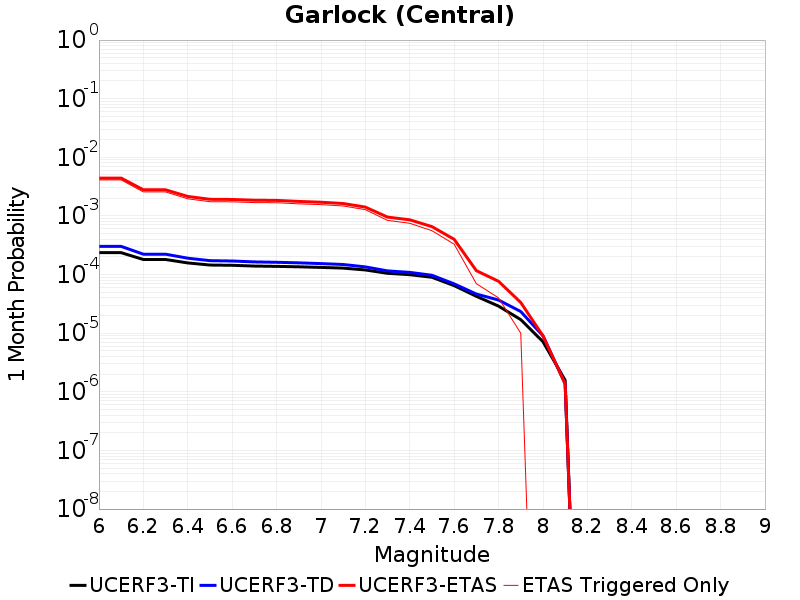 Garlock (Central)
1 Month Probability
10^0
10^-1
10^-2
10^-3
10^-4
10^-5
10^-6
10^-7
10^-8
6 6.2 6.4 6.6 6.8 7 7.2 7.4 7.6 7.8 8 8.2 8.4 8.6 8.8 9
Magnitude
UCERF3-TI UCERF3-TD UCERF3-ETAS ETAS Triggered Only